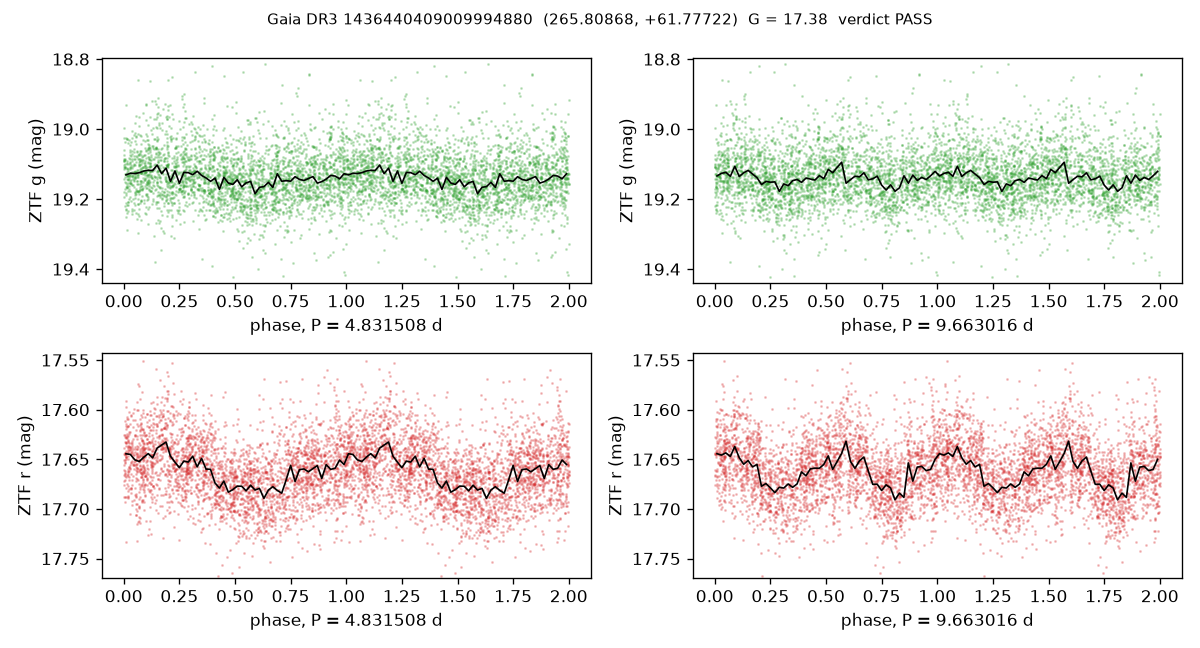 Gaia DR3 1436440409009994880  (265.80868, +61.77722)  G = 17.38  verdict PASS
18.8
19.0
19.2
19.4
ZTF g (mag)
0.00 0.25 0.50 0.75 1.00 1.25 1.50 1.75 2.00
phase, P = 4.831508 d
18.8
19.0
19.2
19.4
ZTF g (mag)
0.00 0.25 0.50 0.75 1.00 1.25 1.50 1.75 2.00
phase, P = 9.663016 d
17.55
17.60
17.65
17.70
17.75
ZTF r (mag)
0.00 0.25 0.50 0.75 1.00 1.25 1.50 1.75 2.00
phase, P = 4.831508 d
17.55
17.60
17.65
17.70
17.75
ZTF r (mag)
0.00 0.25 0.50 0.75 1.00 1.25 1.50 1.75 2.00
phase, P = 9.663016 d